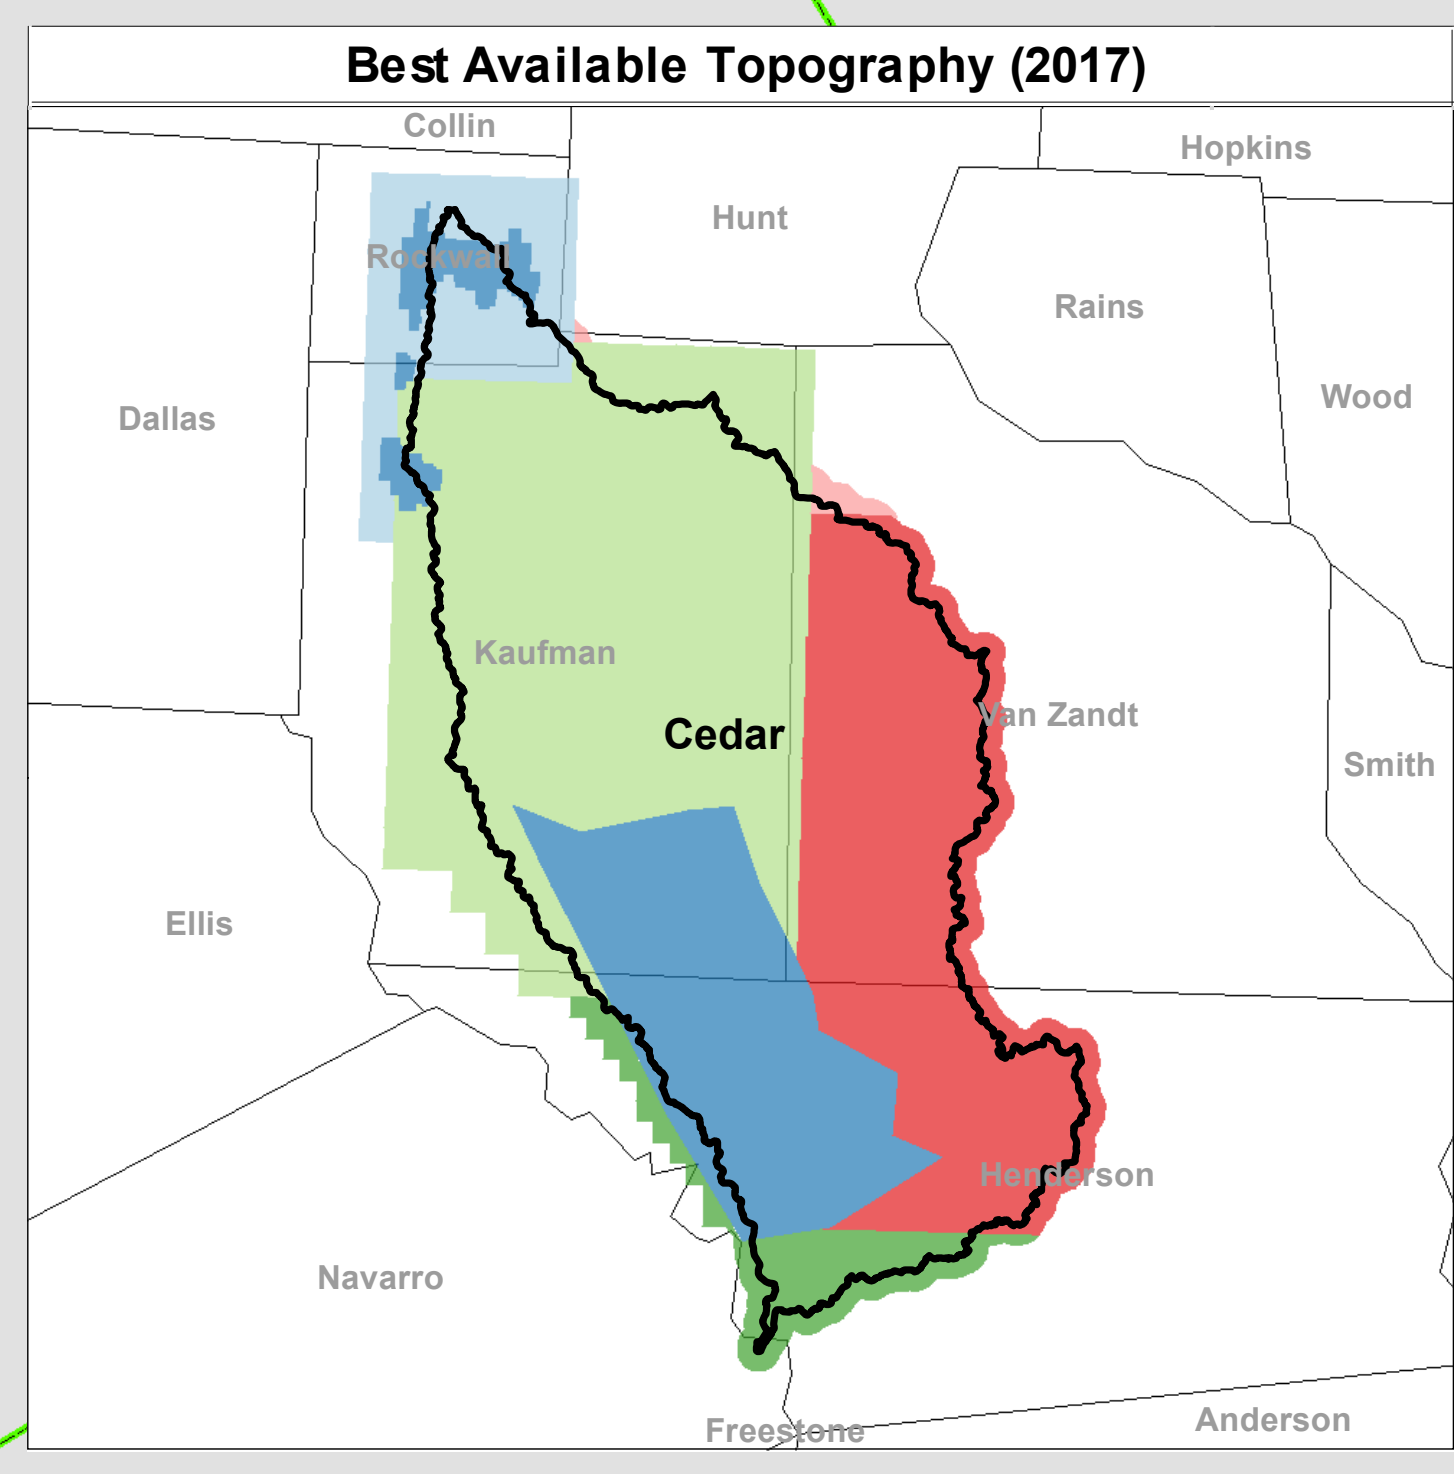 Best Available Topography (2017)
Collin
Hopkins
Hunt
Rockwall
Rains
Wood
Dallas
Kaufman
Van Zandt
Cedar
Smith
Ellis
Henderson
Navarro
Anderson
Freestone